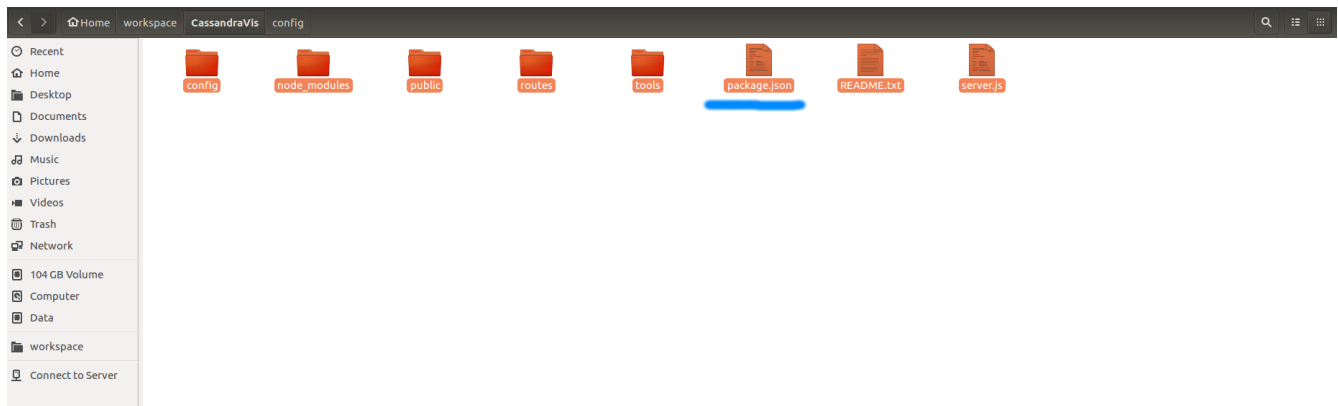 Home workspace CassandraVis config
Recent
Home
Desktop
Documents
Downloads
Music
Pictures
Videos
Trash
Network
104 GB Volume
Computer
Data
workspace
Connect to Server
config node_modules public routes tools package.json README.txt server.js